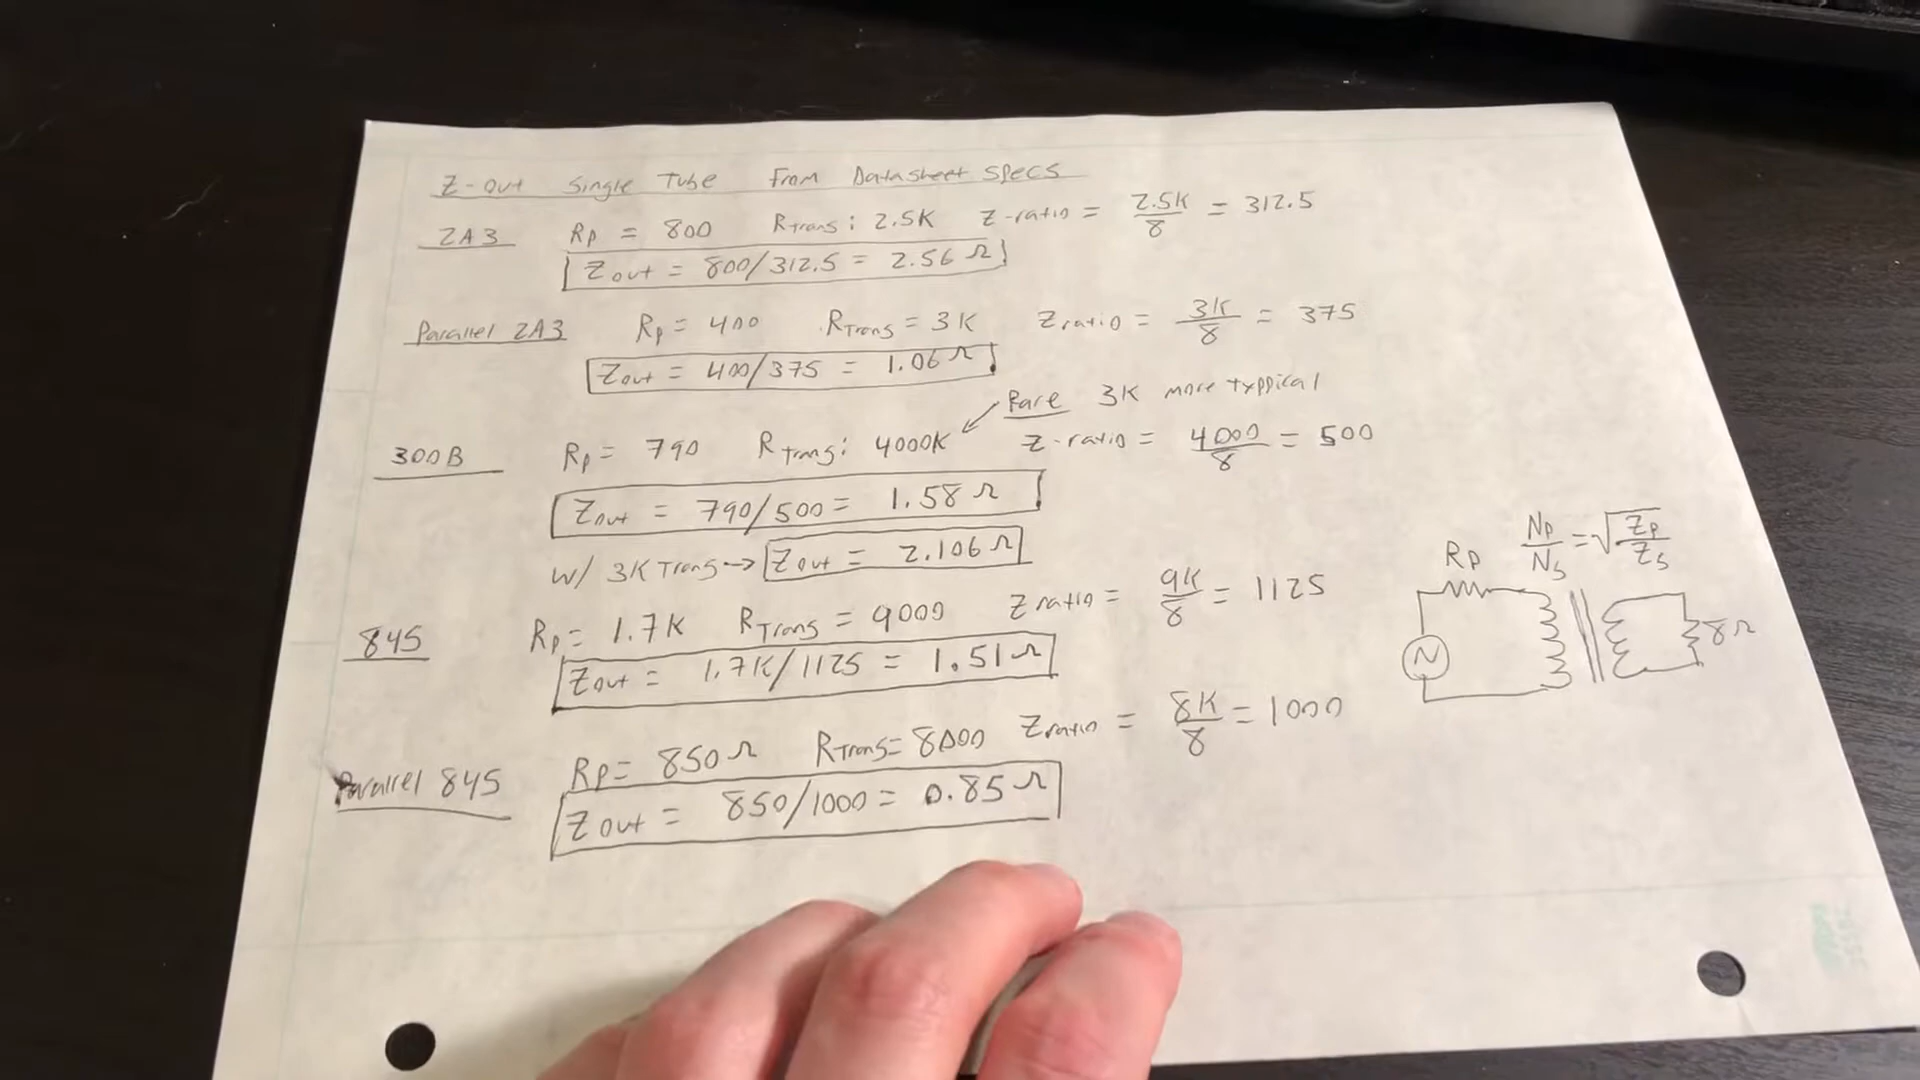 Z-Out Single Tube From Datasheet Specs
2A3 Rp = 800 RTrans: 2.5K Z-ratio = 2.5K/8 = 312.5
Zout = 800/312.5 = 2.56 Ω
Parallel 2A3 Rp = 400 RTrans = 3K Zratio = 3K/8 = 375
Zout = 400/375 = 1.06 Ω
Rare 3K more typpical
300B Rp = 790 RTrans: 4000K Z-ratio = 4000/8 = 500
Zout = 790/500 = 1.58 Ω
w/ 3K Trans → Zout = 2.106 Ω
845 Rp = 1.7K RTrans = 9000 Zratio = 9K/8 = 1125
Zout = 1.7K/1125 = 1.51 Ω
Parallel 845 Rp = 850 Ω RTrans = 8000 Zratio = 8K/8 = 1000
Zout = 850/1000 = 0.85 Ω
Np/Ns = √Zp/Zs
Rp
8 Ω